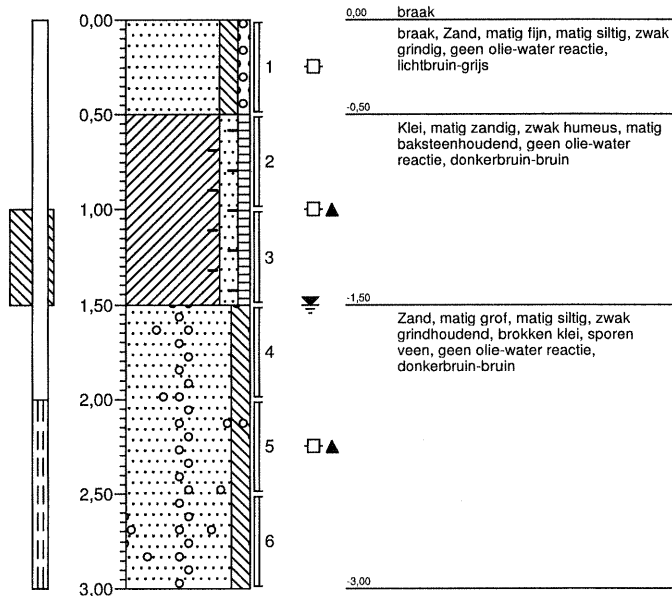 0,00
0,50
1,00
1,50
2,00
2,50
3,00
1
2
3
4
5
6
0,00
braak
braak, Zand, matig fijn, matig siltig, zwak
grindig, geen olie-water reactie,
lichtbruin-grijs
-0,50
Klei, matig zandig, zwak humeus, matig
baksteenhoudend, geen olie-water
reactie, donkerbruin-bruin
-1,50
Zand, matig grof, matig siltig, zwak
grindhoudend, brokken klei, sporen
veen, geen olie-water reactie,
donkerbruin-bruin
-3,00